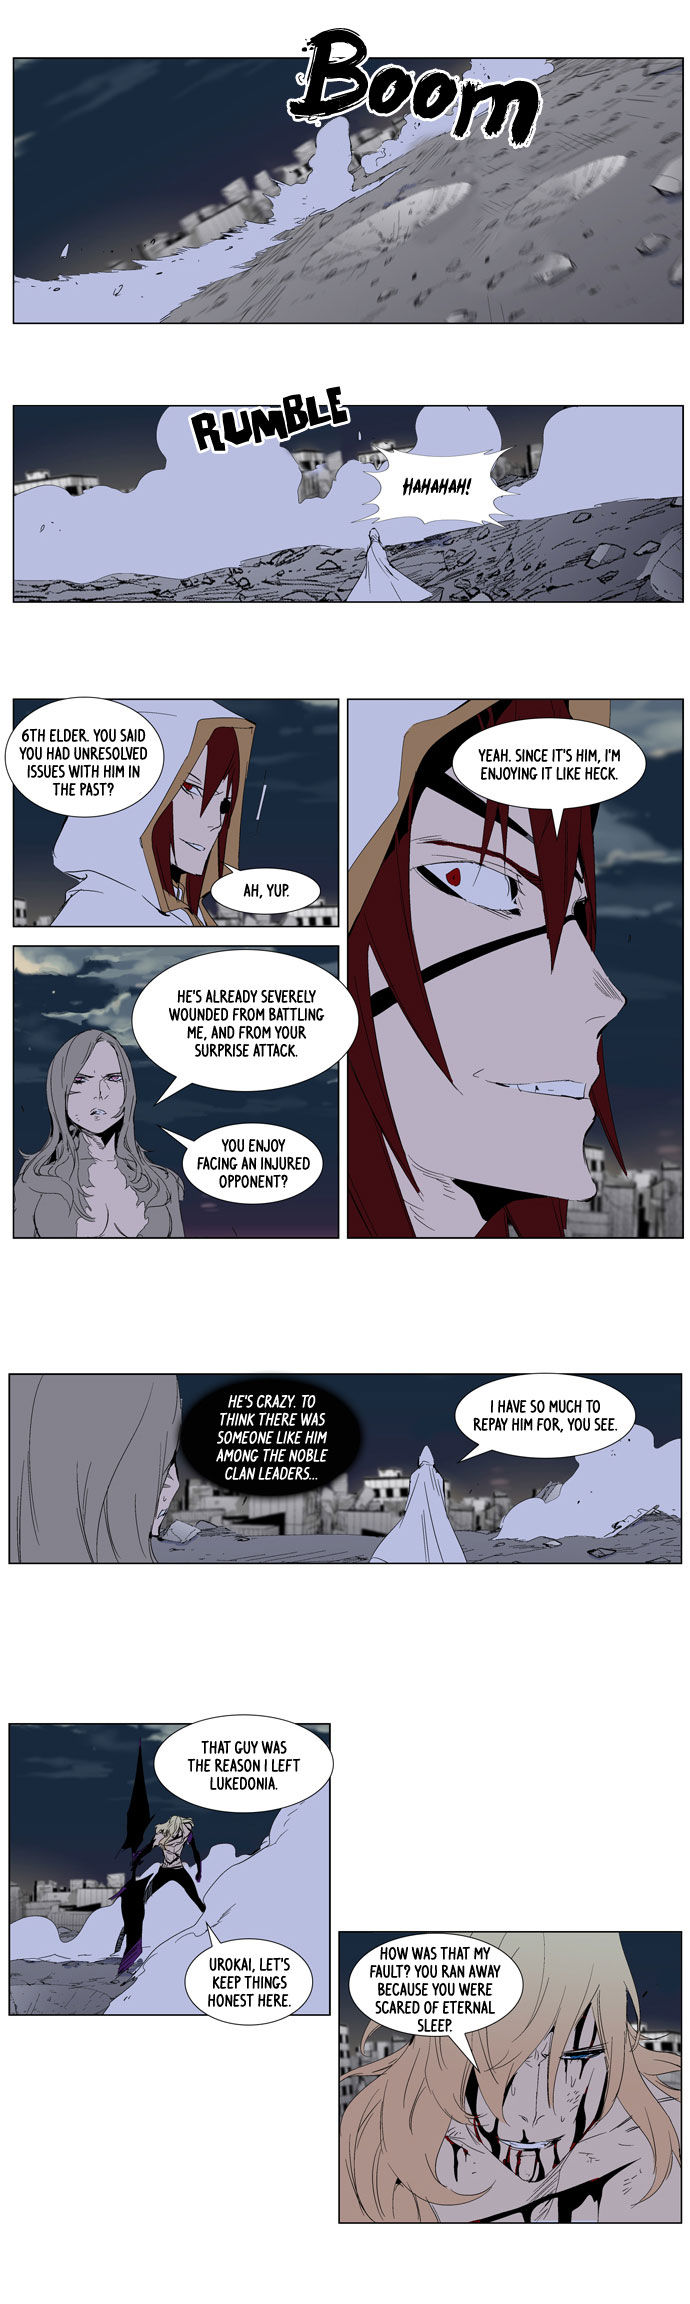 BOOM
RUMBLE
HAHAHAH!
6TH ELDER. YOU SAID
YOU HAD UNRESOLVED
ISSUES WITH HIM IN
THE PAST?
AH, YUP.
YEAH. SINCE IT'S HIM, I'M
ENJOYING IT LIKE HECK.
HE'S ALREADY SEVERELY
WOUNDED FROM BATTLING
ME, AND FROM YOUR
SURPRISE ATTACK.
YOU ENJOY
FACING AN INJURED
OPPONENT?
HE'S CRAZY. TO
THINK THERE WAS
SOMEONE LIKE HIM
AMONG THE NOBLE
CLAN LEADERS...
I HAVE SO MUCH TO
REPAY HIM FOR, YOU SEE.
THAT GUY WAS
THE REASON I LEFT
LUKEDONIA.
UROKAI, LET'S
KEEP THINGS
HONEST HERE.
HOW WAS THAT MY
FAULT? YOU RAN AWAY
BECAUSE YOU WERE
SCARED OF ETERNAL
SLEEP.